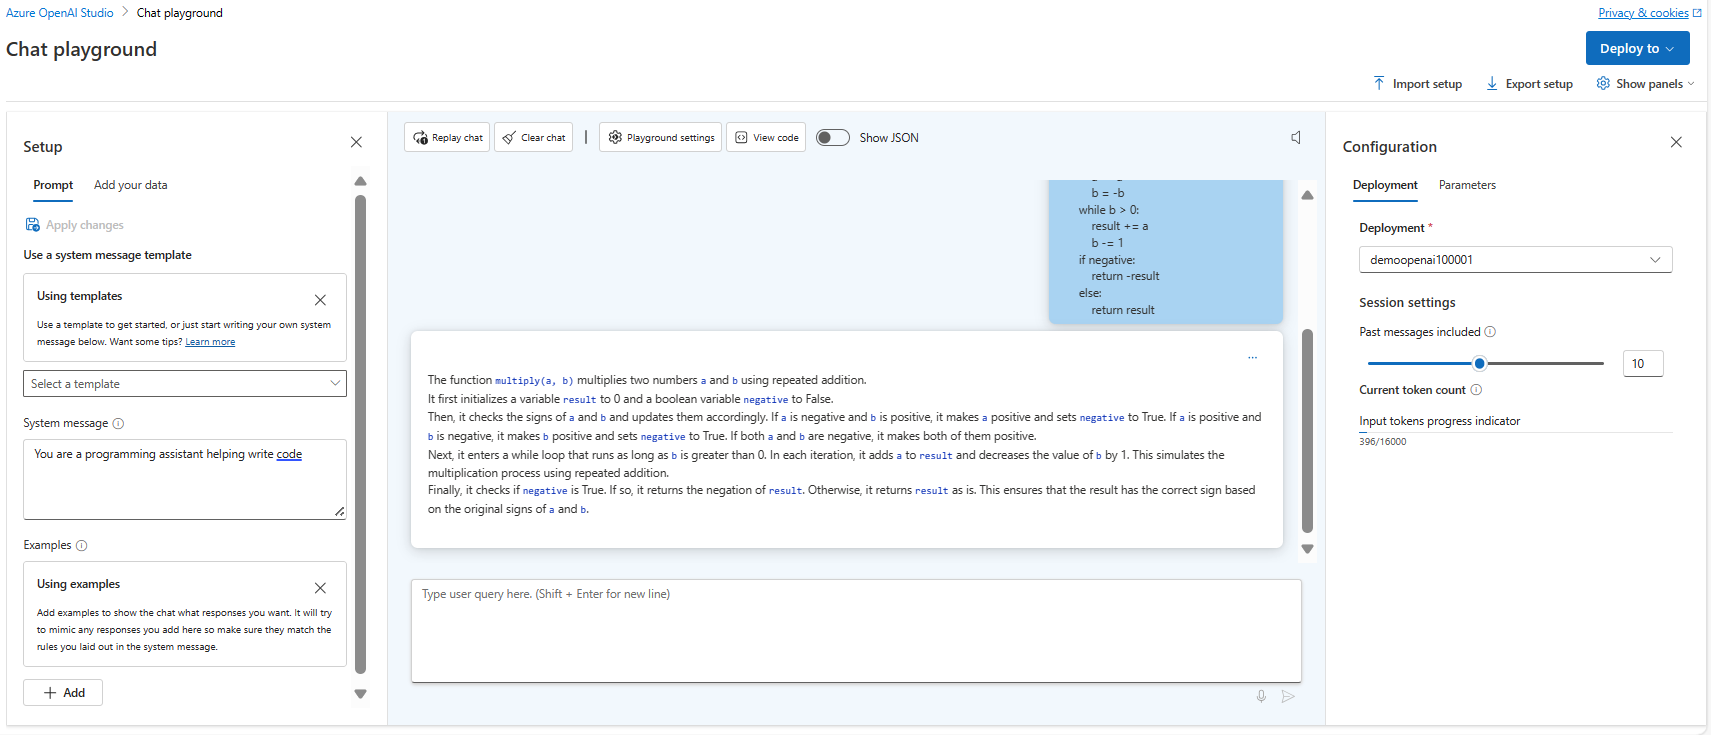 Azure OpenAI Studio > Chat playground
Privacy & cookies
Chat playground
Deploy to
Import setup
Export setup
Show panels
Setup
Prompt
Add your data
Apply changes
Use a system message template
Using templates
Use a template to get started, or just start writing your own system
message below. Want some tips? Learn more
Select a template
System message
You are a programming assistant helping write code
Examples
Using examples
Add examples to show the chat what responses you want. It will try
to mimic any responses you add here so make sure they match the
rules you laid out in the system message.
Add
Replay chat
Clear chat
Playground settings
View code
Show JSON
b = -b
while b > 0:
result += a
b -= 1
if negative:
return -result
else:
return result
...
The function multiply(a, b) multiplies two numbers a and b using repeated addition.
It first initializes a variable result to 0 and a boolean variable negative to False.
Then, it checks the signs of a and b and updates them accordingly. If a is negative and b is positive, it makes a positive and sets negative to True. If a is positive and
b is negative, it makes b positive and sets negative to True. If both a and b are negative, it makes both of them positive.
Next, it enters a while loop that runs as long as b is greater than 0. In each iteration, it adds a to result and decreases the value of b by 1. This simulates the
multiplication process using repeated addition.
Finally, it checks if negative is True. If so, it returns the negation of result. Otherwise, it returns result as is. This ensures that the result has the correct sign based
on the original signs of a and b.
Type user query here. (Shift + Enter for new line)
Configuration
Deployment
Parameters
Deployment *
demoopenai100001
Session settings
Past messages included
10
Current token count
Input tokens progress indicator
396/16000